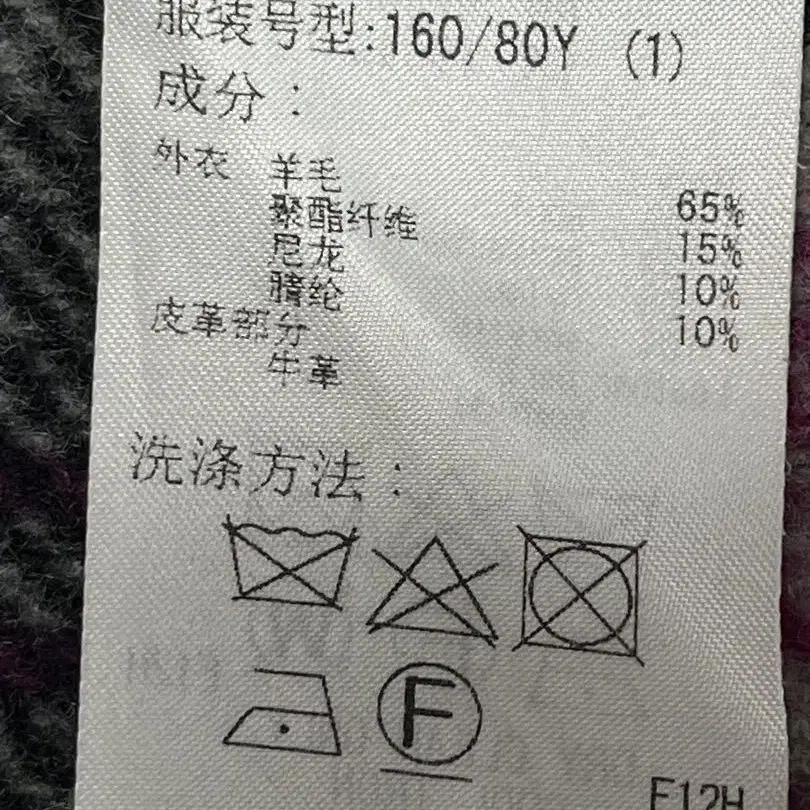 服装号型:160/80Y (1)
成分:
外衣 羊毛 65%
聚酯纤维 15%
尼龙 10%
腈纶 10%
皮革部分
牛革
洗涤方法:
F
F12H